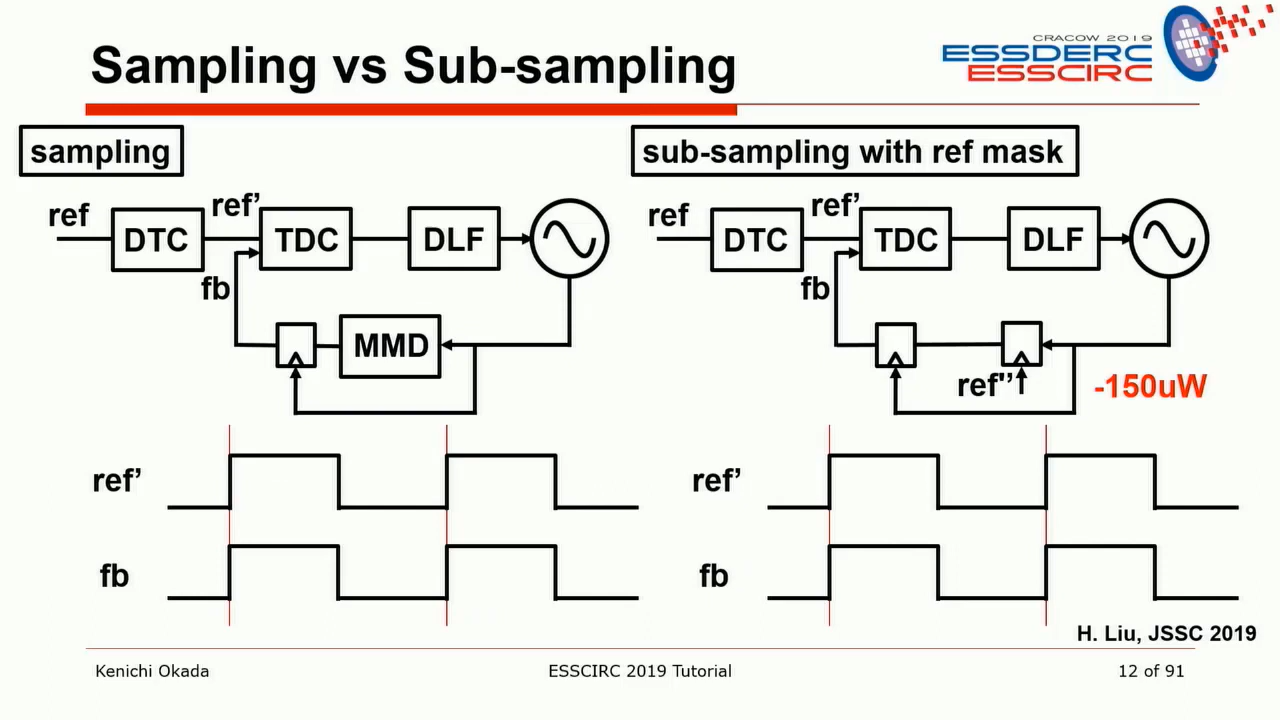 Sampling vs Sub-sampling
CRACOW 2019
ESSDERC
ESSCIRC
sampling
ref
DTC
ref’
TDC
DLF
fb
MMD
ref’
fb
sub-sampling with ref mask
ref
DTC
ref’
TDC
DLF
fb
ref"’
-150uW
ref’
fb
H. Liu, JSSC 2019
Kenichi Okada
ESSCIRC 2019 Tutorial
12 of 91